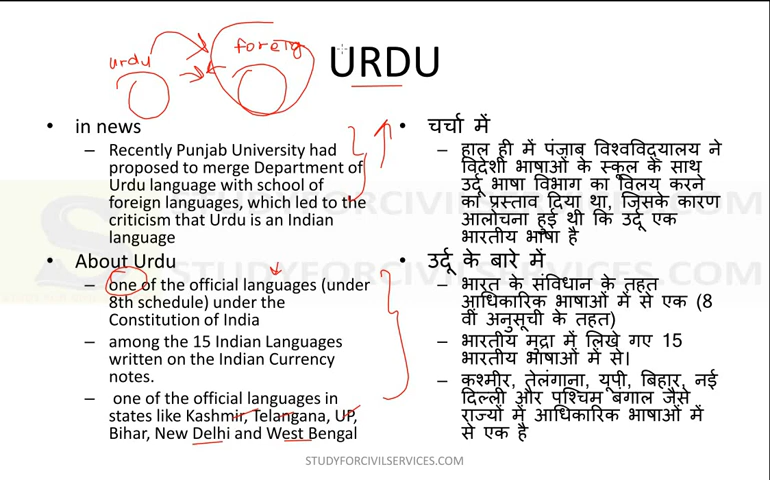 urdu
foreig
URDU
• in news
– Recently Punjab University had
proposed to merge Department of
Urdu language with school of
foreign languages, which led to the
criticism that Urdu is an Indian
language
• About Urdu
– one of the official languages (under
8th schedule) under the
Constitution of India
– among the 15 Indian Languages
written on the Indian Currency
notes.
– one of the official languages in
states like Kashmir, Telangana, UP,
Bihar, New Delhi and West Bengal
• चर्चा में
– हाल ही में पंजाब विश्वविद्यालय ने
विदेशी भाषाओं के स्कूल के साथ
उर्दू भाषा विभाग का विलय करने
का प्रस्ताव दिया था, जिसके कारण
आलोचना हुई थी कि उर्दू एक
भारतीय भाषा है
• उर्दू के बारे में
– भारत के संविधान के तहत
आधिकारिक भाषाओं में से एक (8
वीं अनुसूची के तहत)
– भारतीय मुद्रा में लिखे गए 15
भारतीय भाषाओं में से।
– कश्मीर, तेलंगाना, यूपी, बिहार, नई
दिल्ली और पश्चिम बंगाल जैसे
राज्यों में आधिकारिक भाषाओं में
से एक है
STUDYFORCIVILSERVICES.COM